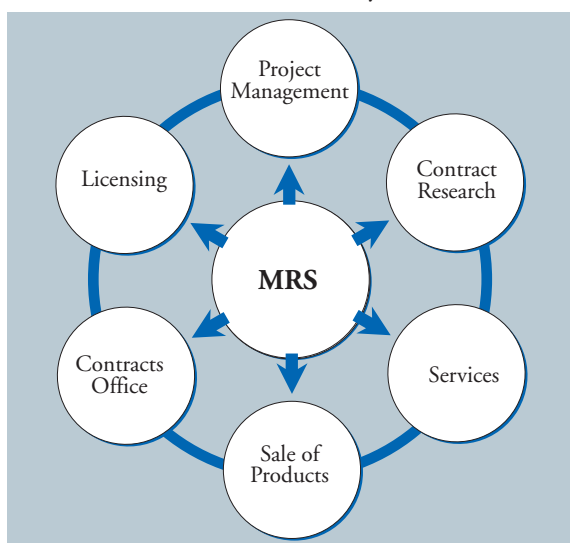 Project
Management
Licensing
Contract
Research
MRS
Contracts
Office
Services
Sale of
Products